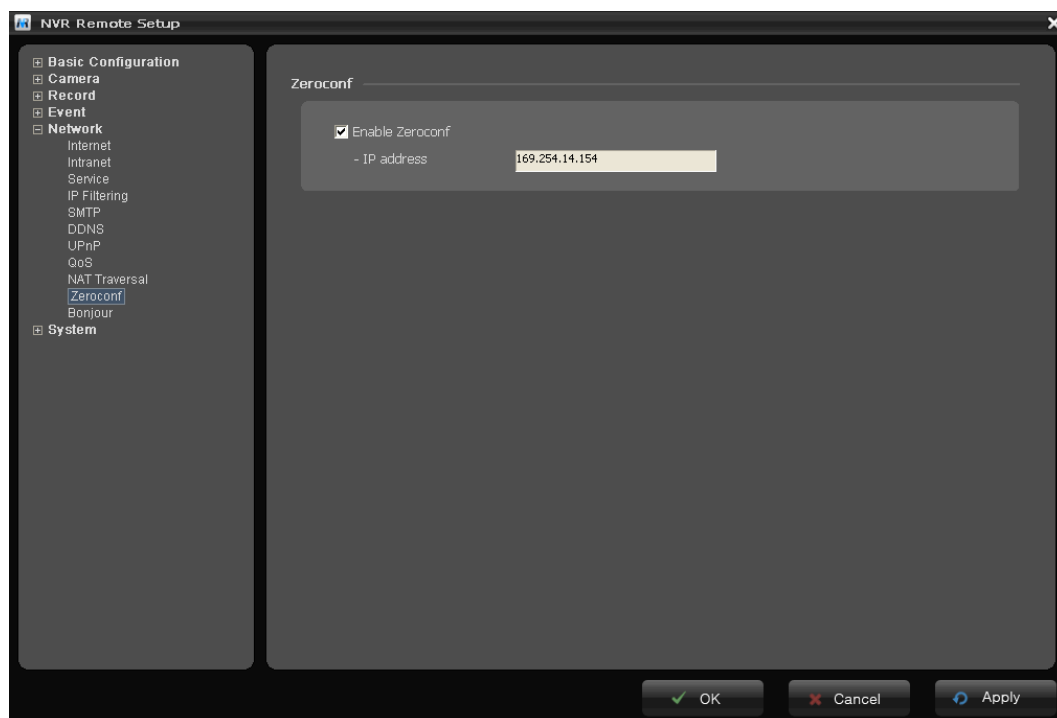 NVR Remote Setup
Basic Configuration
Camera
Record
Event
Network
Internet
Intranet
Service
IP Filtering
SMTP
DDNS
UPnP
QoS
NAT Traversal
Zeroconf
Bonjour
System
Zeroconf
Enable Zeroconf
- IP address 169.254.14.154
OK Cancel Apply